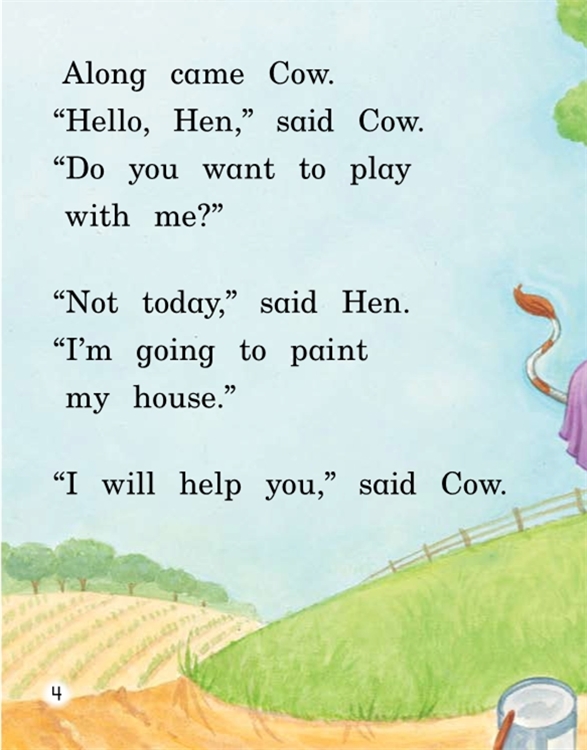 Along came Cow.
“Hello, Hen,” said Cow.
“Do you want to play
with me?”
“Not today,” said Hen.
“I’m going to paint
my house.”
“I will help you,” said Cow.
4